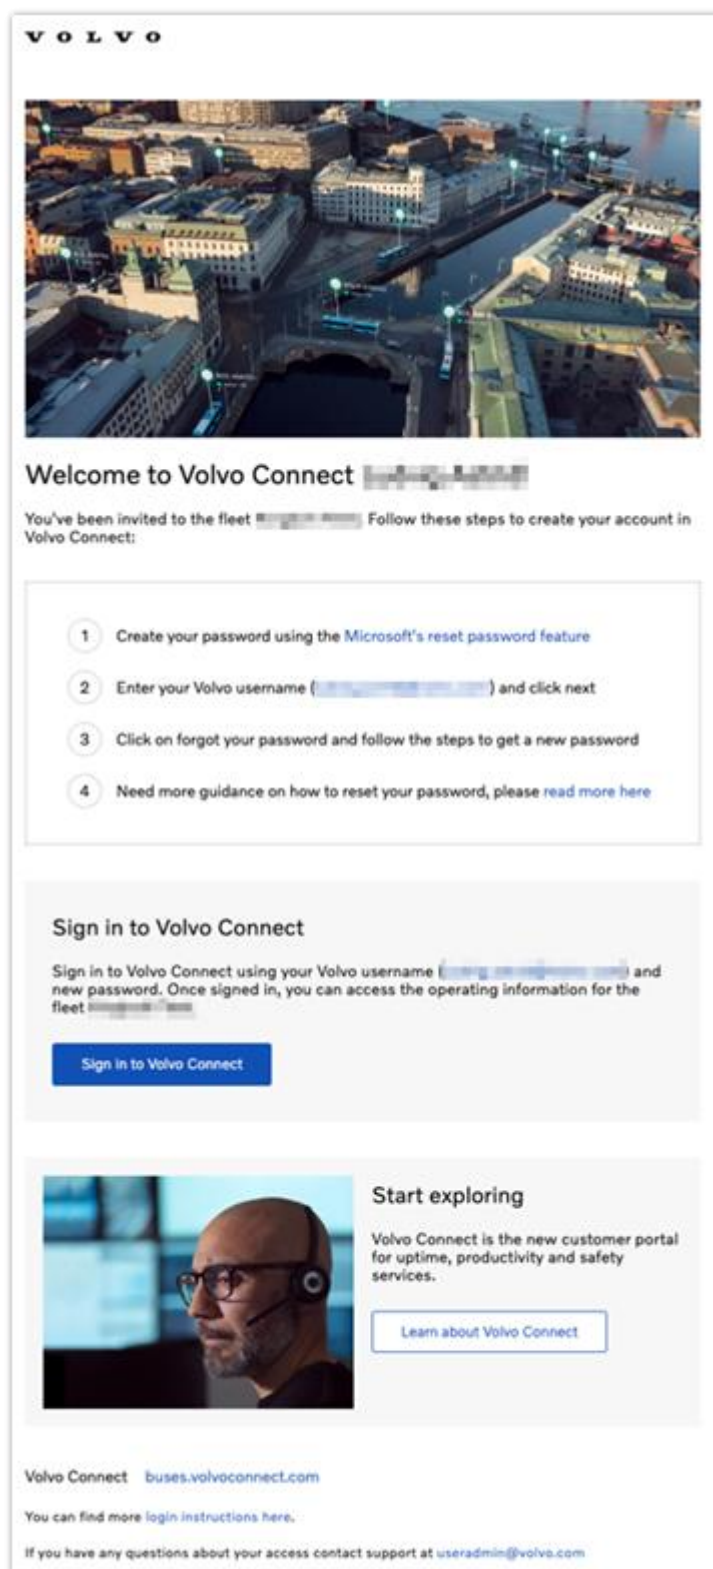 VOLVO
Welcome to Volvo Connect
You've been invited to the fleet Follow these steps to create your account in
Volvo Connect:
1 Create your password using the Microsoft's reset password feature
2 Enter your Volvo username ( ) and click next
3 Click on forgot your password and follow the steps to get a new password
4 Need more guidance on how to reset your password, please read more here
Sign in to Volvo Connect
Sign in to Volvo Connect using your Volvo username ( ) and
new password. Once signed in, you can access the operating information for the
fleet
Sign in to Volvo Connect
Start exploring
Volvo Connect is the new customer portal
for uptime, productivity and safety
services.
Learn about Volvo Connect
Volvo Connect buses.volvoconnect.com
You can find more login instructions here.
If you have any questions about your access contact support at useradmin@volvo.com